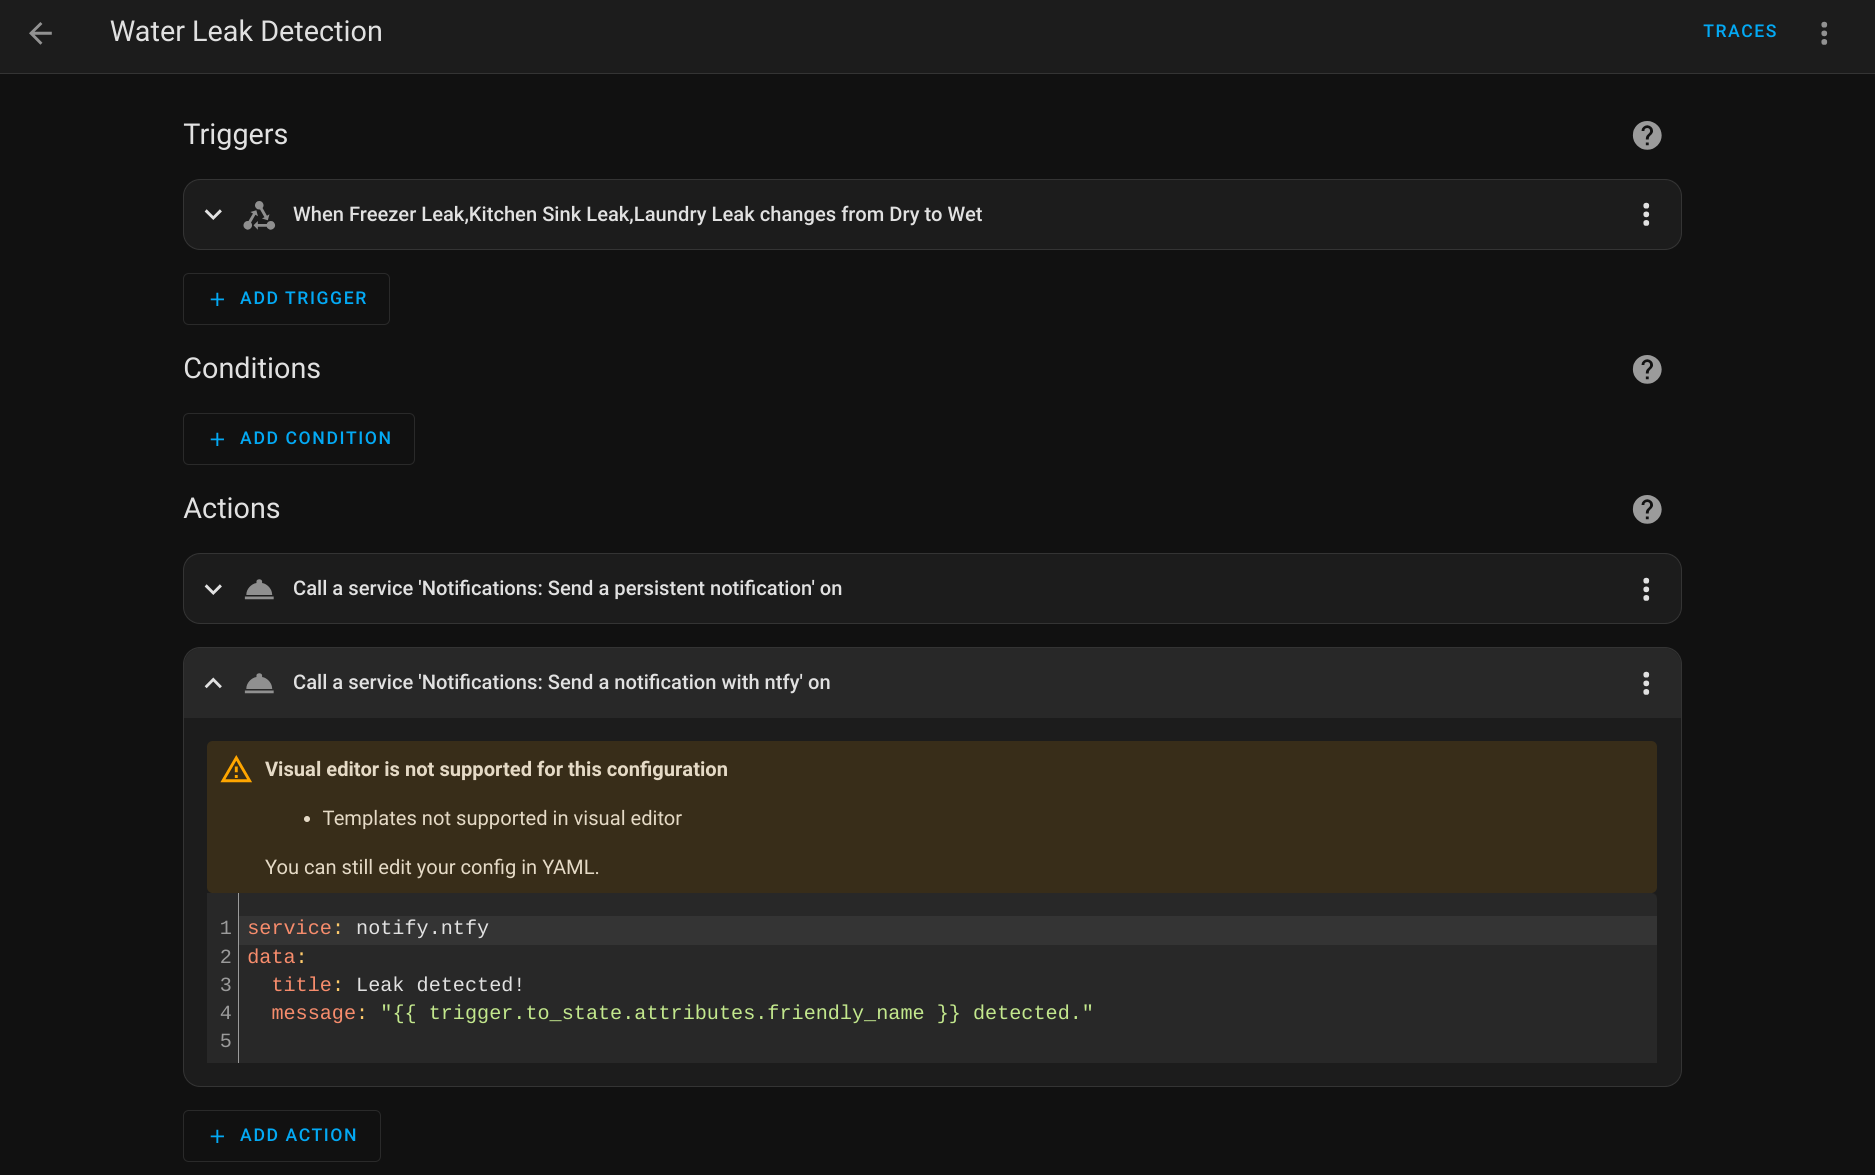 Water Leak Detection
TRACES
Triggers
When Freezer Leak,Kitchen Sink Leak,Laundry Leak changes from Dry to Wet
+ ADD TRIGGER
Conditions
+ ADD CONDITION
Actions
Call a service 'Notifications: Send a persistent notification' on
Call a service 'Notifications: Send a notification with ntfy' on
Visual editor is not supported for this configuration
• Templates not supported in visual editor
You can still edit your config in YAML.
1 service: notify.ntfy
2 data:
3   title: Leak detected!
4   message: "{{ trigger.to_state.attributes.friendly_name }} detected."
5
+ ADD ACTION